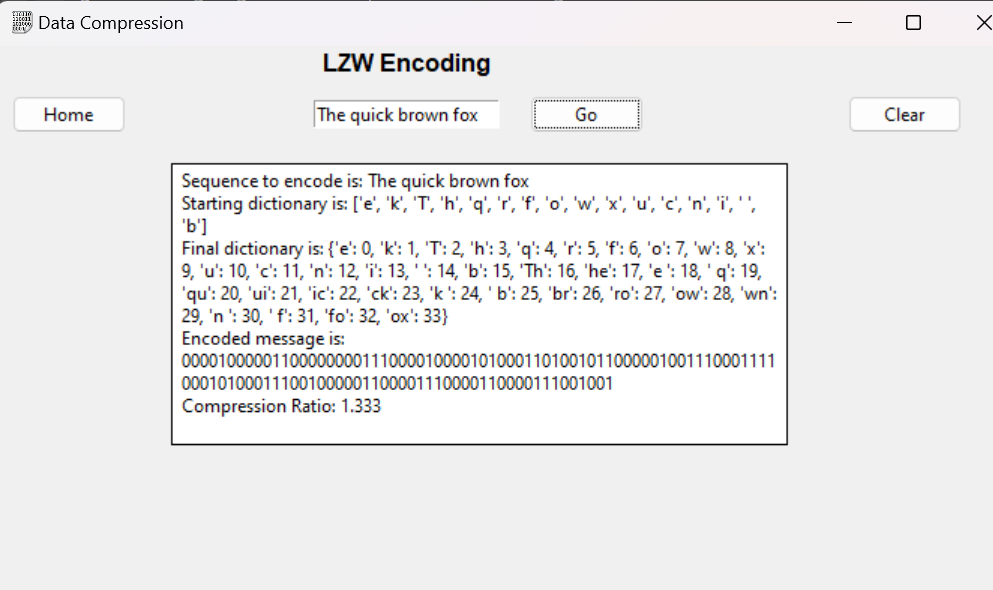 Data Compression
LZW Encoding
Home
The quick brown fox
Go
Clear
Sequence to encode is: The quick brown fox
Starting dictionary is: ['e', 'k', 'T', 'h', 'q', 'r', 'f', 'o', 'w', 'x', 'u', 'c', 'n', 'i', ' ',
'b']
Final dictionary is: {'e': 0, 'k': 1, 'T': 2, 'h': 3, 'q': 4, 'r': 5, 'f': 6, 'o': 7, 'w': 8, 'x':
9, 'u': 10, 'c': 11, 'n': 12, 'i': 13, ' ': 14, 'b': 15, 'Th': 16, 'he': 17, 'e ': 18, ' q': 19,
'qu': 20, 'ui': 21, 'ic': 22, 'ck': 23, 'k ': 24, ' b': 25, 'br': 26, 'ro': 27, 'ow': 28, 'wn':
29, 'n ': 30, ' f': 31, 'fo': 32, 'ox': 33}
Encoded message is:
000010000011000000001110000100001010001101001011000001001110001111
000101000111001000001100001110000110000111001001
Compression Ratio: 1.333